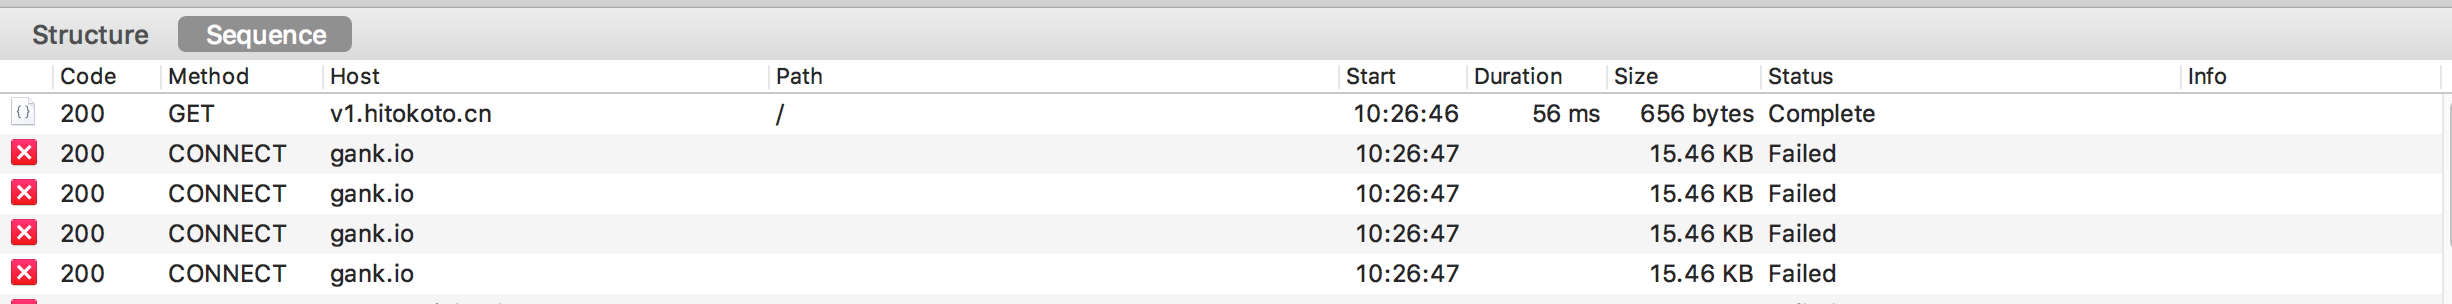 Structure Sequence
Code Method Host Path Start Duration Size Status Info
{} 200 GET v1.hitokoto.cn / 10:26:46 56 ms 656 bytes Complete
200 CONNECT gank.io 10:26:47 15.46 KB Failed
200 CONNECT gank.io 10:26:47 15.46 KB Failed
200 CONNECT gank.io 10:26:47 15.46 KB Failed
200 CONNECT gank.io 10:26:47 15.46 KB Failed